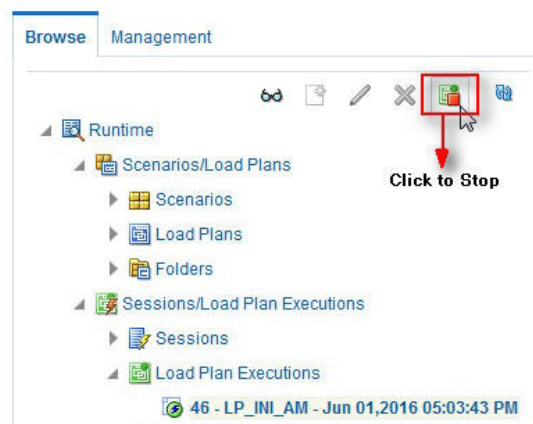 Browse Management
Runtime
Scenarios/Load Plans
Click to Stop
Scenarios
Load Plans
Folders
Sessions/Load Plan Executions
Sessions
Load Plan Executions
46 - LP_INI_AM - Jun 01,2016 05:03:43 PM